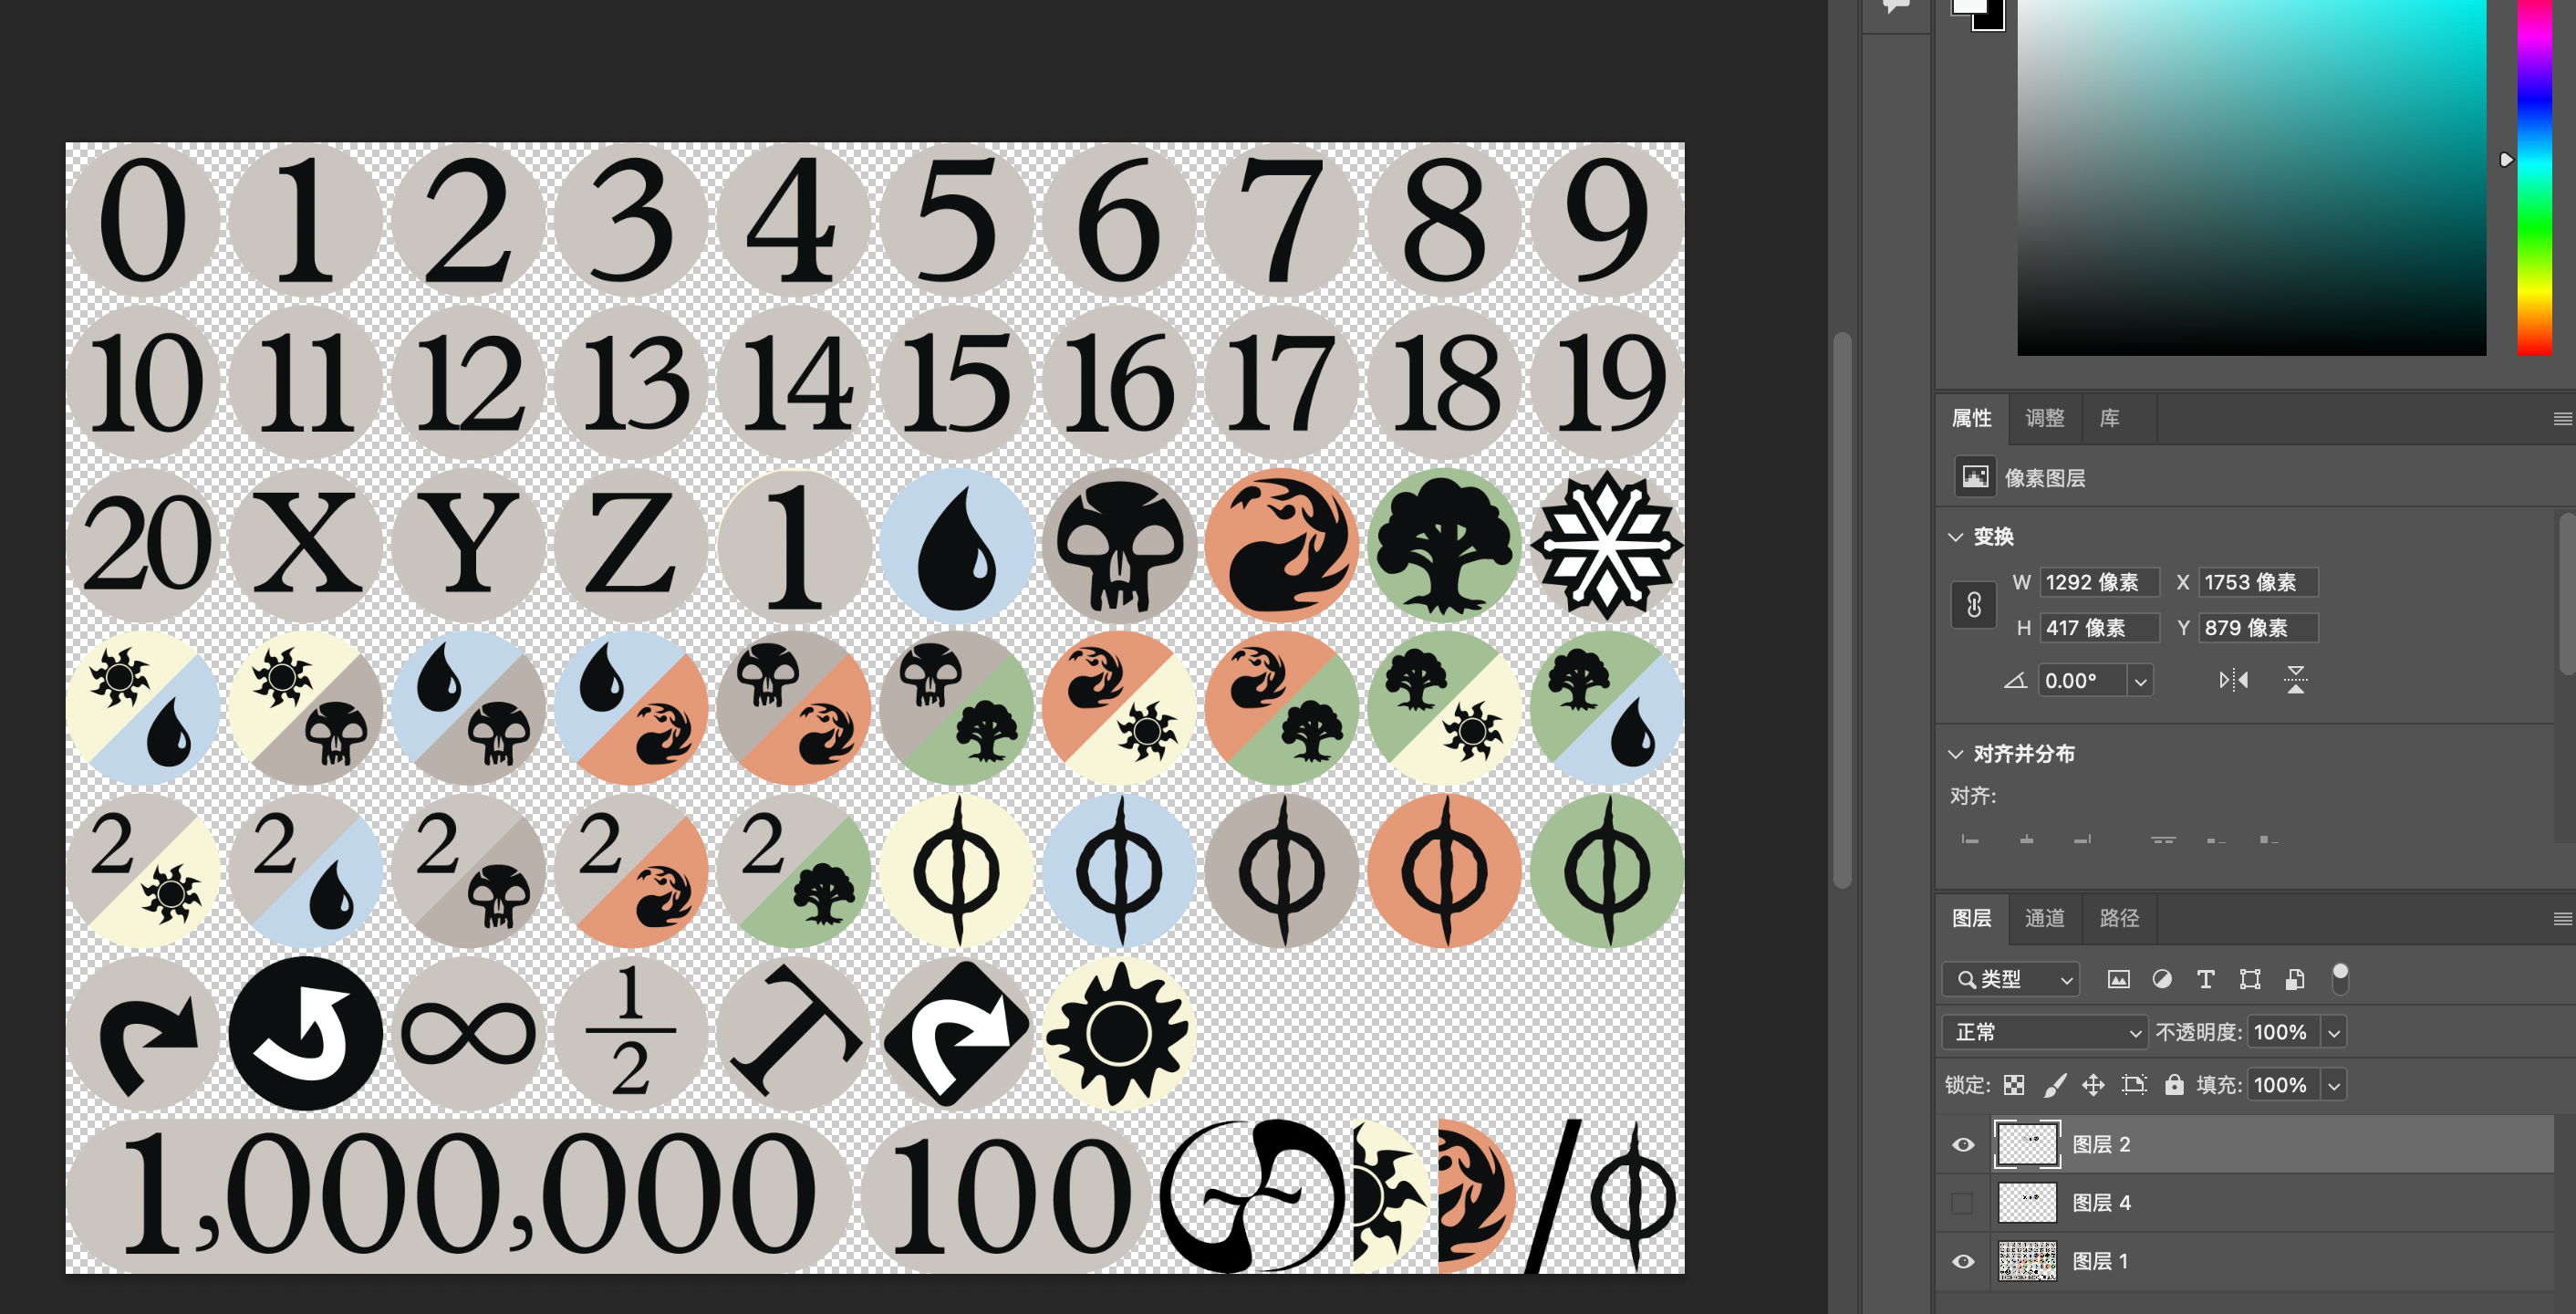 0 1 2 3 4 5 6 7 8 9
10 11 12 13 14 15 16 17 18 19
20 X Y Z 1
2 2 2 2 2
∞ 1/2 T
1,000,000 100 /
属性 调整 库
像素图层
变换
W 1292 像素 X 1753 像素
H 417 像素 Y 879 像素
0.00°
对齐并分布
对齐:
图层 通道 路径
类型
正常 不透明度: 100%
锁定: 填充: 100%
图层 2
图层 4
图层 1